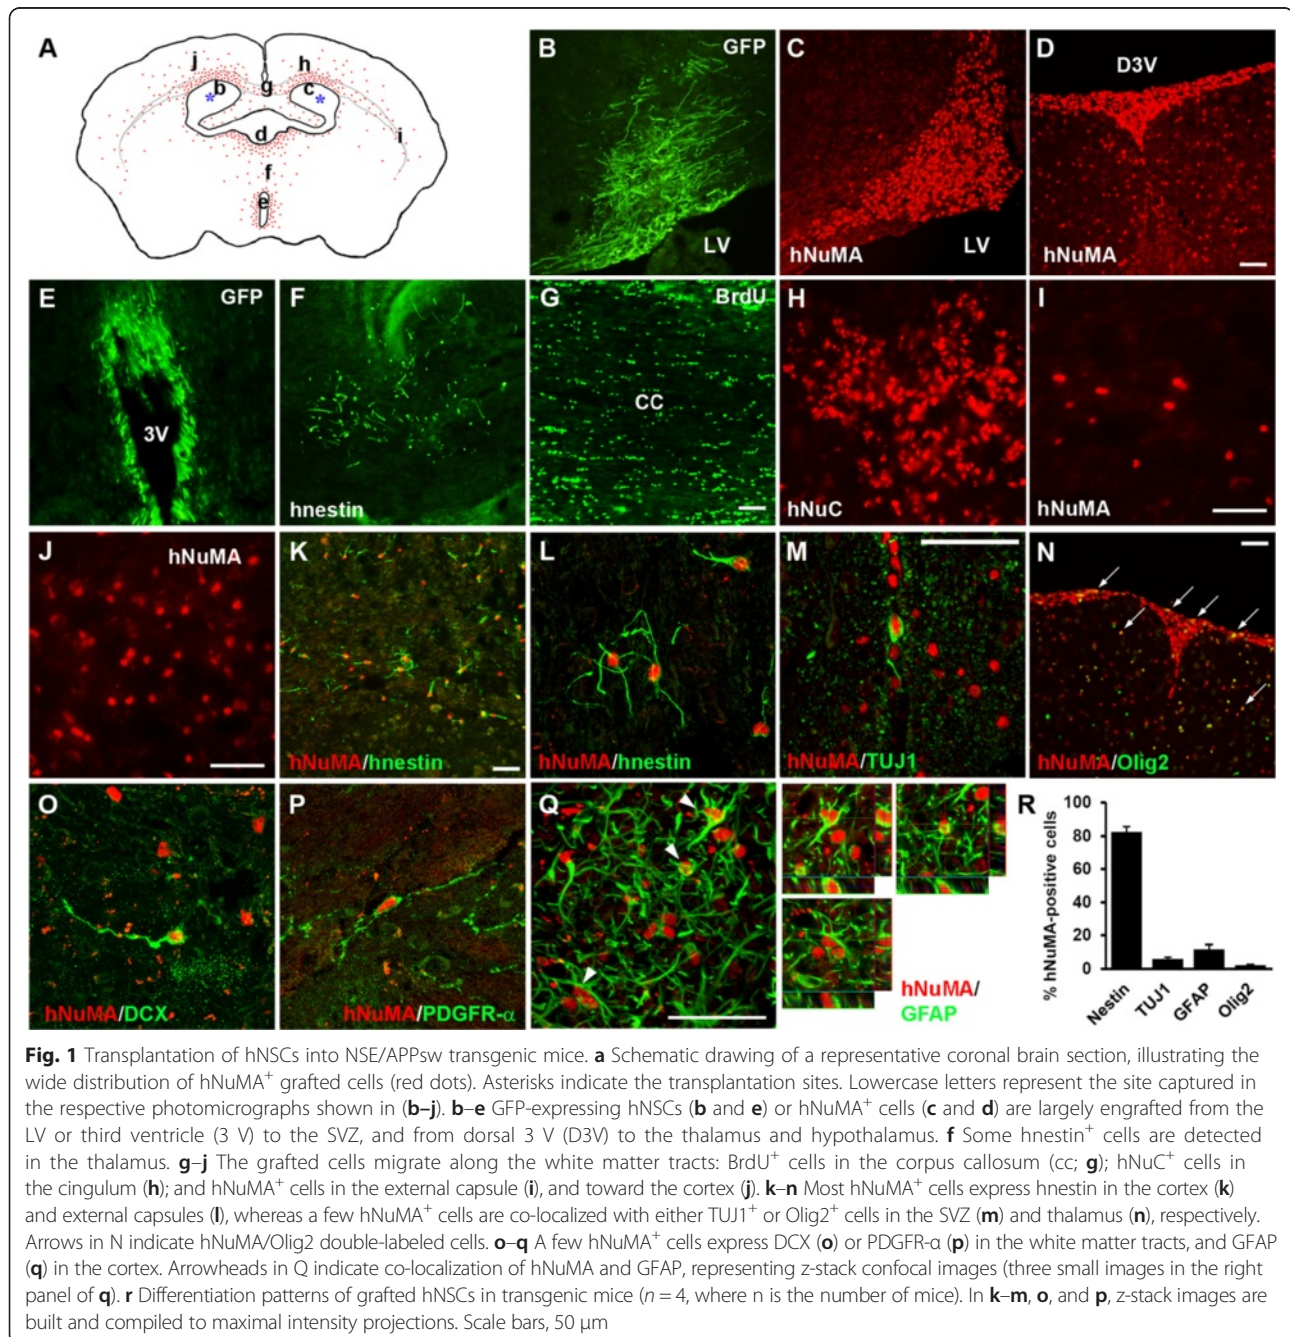 A
j
h
b
g
c
*
*
d
i
f
e
B
GFP
LV
C
hNuMA
LV
D
D3V
hNuMA
E
GFP
3V
F
hnestin
G
BrdU
CC
H
hNuC
I
hNuMA
J
hNuMA
K
hNuMA/hnestin
L
hNuMA/hnestin
M
hNuMA/TUJ1
N
hNuMA/Olig2
O
hNuMA/DCX
P
hNuMA/PDGFR-α
Q
hNuMA/
GFAP
R
% hNuMA-positive cells
100
80
60
40
20
0
Nestin
TUJ1
GFAP
Olig2
Fig. 1 Transplantation of hNSCs into NSE/APPsw transgenic mice. a Schematic drawing of a representative coronal brain section, illustrating the
wide distribution of hNuMA⁺ grafted cells (red dots). Asterisks indicate the transplantation sites. Lowercase letters represent the site captured in
the respective photomicrographs shown in (b–j). b–e GFP-expressing hNSCs (b and e) or hNuMA⁺ cells (c and d) are largely engrafted from the
LV or third ventricle (3 V) to the SVZ, and from dorsal 3 V (D3V) to the thalamus and hypothalamus. f Some hnestin⁺ cells are detected
in the thalamus. g–j The grafted cells migrate along the white matter tracts: BrdU⁺ cells in the corpus callosum (cc; g); hNuC⁺ cells in
the cingulum (h); and hNuMA⁺ cells in the external capsule (i), and toward the cortex (j). k–n Most hNuMA⁺ cells express hnestin in the cortex (k)
and external capsules (l), whereas a few hNuMA⁺ cells are co-localized with either TUJ1⁺ or Olig2⁺ cells in the SVZ (m) and thalamus (n), respectively.
Arrows in N indicate hNuMA/Olig2 double-labeled cells. o–q A few hNuMA⁺ cells express DCX (o) or PDGFR-α (p) in the white matter tracts, and GFAP
(q) in the cortex. Arrowheads in Q indicate co-localization of hNuMA and GFAP, representing z-stack confocal images (three small images in the right
panel of q). r Differentiation patterns of grafted hNSCs in transgenic mice (n = 4, where n is the number of mice). In k–m, o, and p, z-stack images are
built and compiled to maximal intensity projections. Scale bars, 50 μm